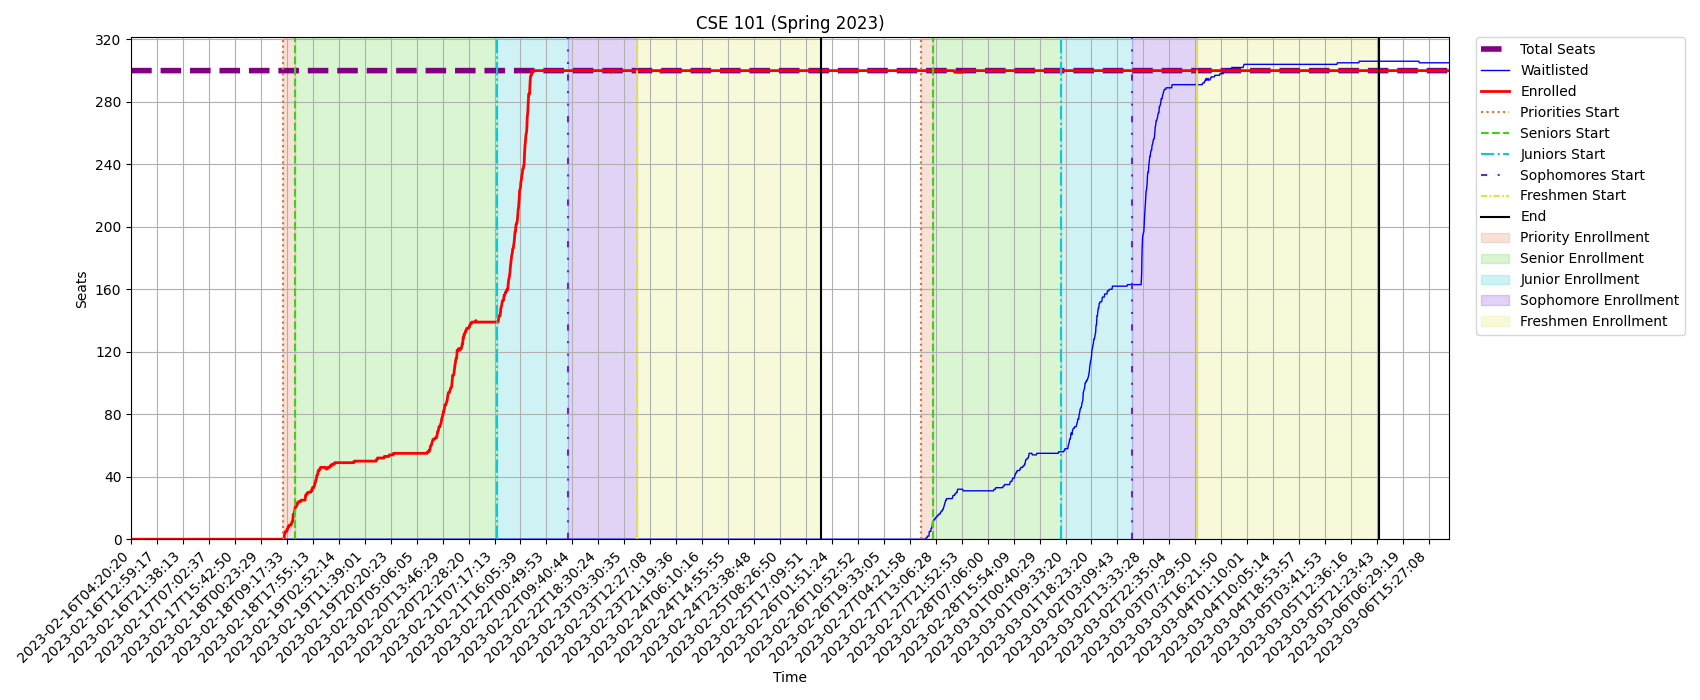 CSE 101 (Spring 2023)
320
280
240
200
160
120
80
40
0
Seats
2023-02-16T04:20:20
2023-02-16T12:59:17
2023-02-16T21:38:13
2023-02-17T07:02:37
2023-02-17T15:42:50
2023-02-18T00:23:29
2023-02-18T09:17:33
2023-02-18T17:55:13
2023-02-19T02:52:14
2023-02-19T11:39:01
2023-02-19T20:20:23
2023-02-20T05:06:05
2023-02-20T13:46:29
2023-02-20T22:28:20
2023-02-21T07:17:13
2023-02-21T16:05:39
2023-02-22T00:49:53
2023-02-22T09:40:44
2023-02-22T18:30:24
2023-02-23T03:30:35
2023-02-23T12:27:08
2023-02-23T21:19:36
2023-02-24T06:10:16
2023-02-24T14:55:55
2023-02-24T23:38:48
2023-02-25T08:26:50
2023-02-25T17:09:51
2023-02-26T01:51:24
2023-02-26T10:52:52
2023-02-26T19:33:05
2023-02-27T04:21:58
2023-02-27T13:06:28
2023-02-27T21:52:53
2023-02-28T07:06:00
2023-02-28T15:54:09
2023-03-01T00:40:29
2023-03-01T09:33:20
2023-03-01T18:23:20
2023-03-02T03:09:43
2023-03-02T13:33:28
2023-03-02T22:35:04
2023-03-03T07:29:50
2023-03-03T16:21:50
2023-03-04T01:10:01
2023-03-04T10:05:14
2023-03-04T18:53:57
2023-03-05T03:41:53
2023-03-05T12:36:16
2023-03-05T21:23:43
2023-03-06T06:29:19
2023-03-06T15:27:08
Time
Total Seats
Waitlisted
Enrolled
Priorities Start
Seniors Start
Juniors Start
Sophomores Start
Freshmen Start
End
Priority Enrollment
Senior Enrollment
Junior Enrollment
Sophomore Enrollment
Freshmen Enrollment